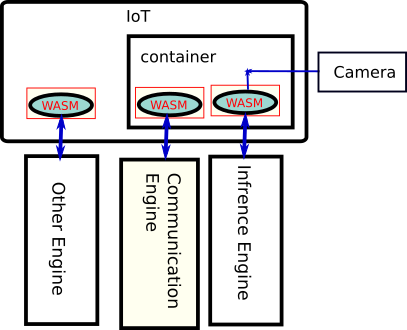 IoT
container
Camera
WASM
WASM
WASM
Other Engine
Communication
Engine
Infrence Engine